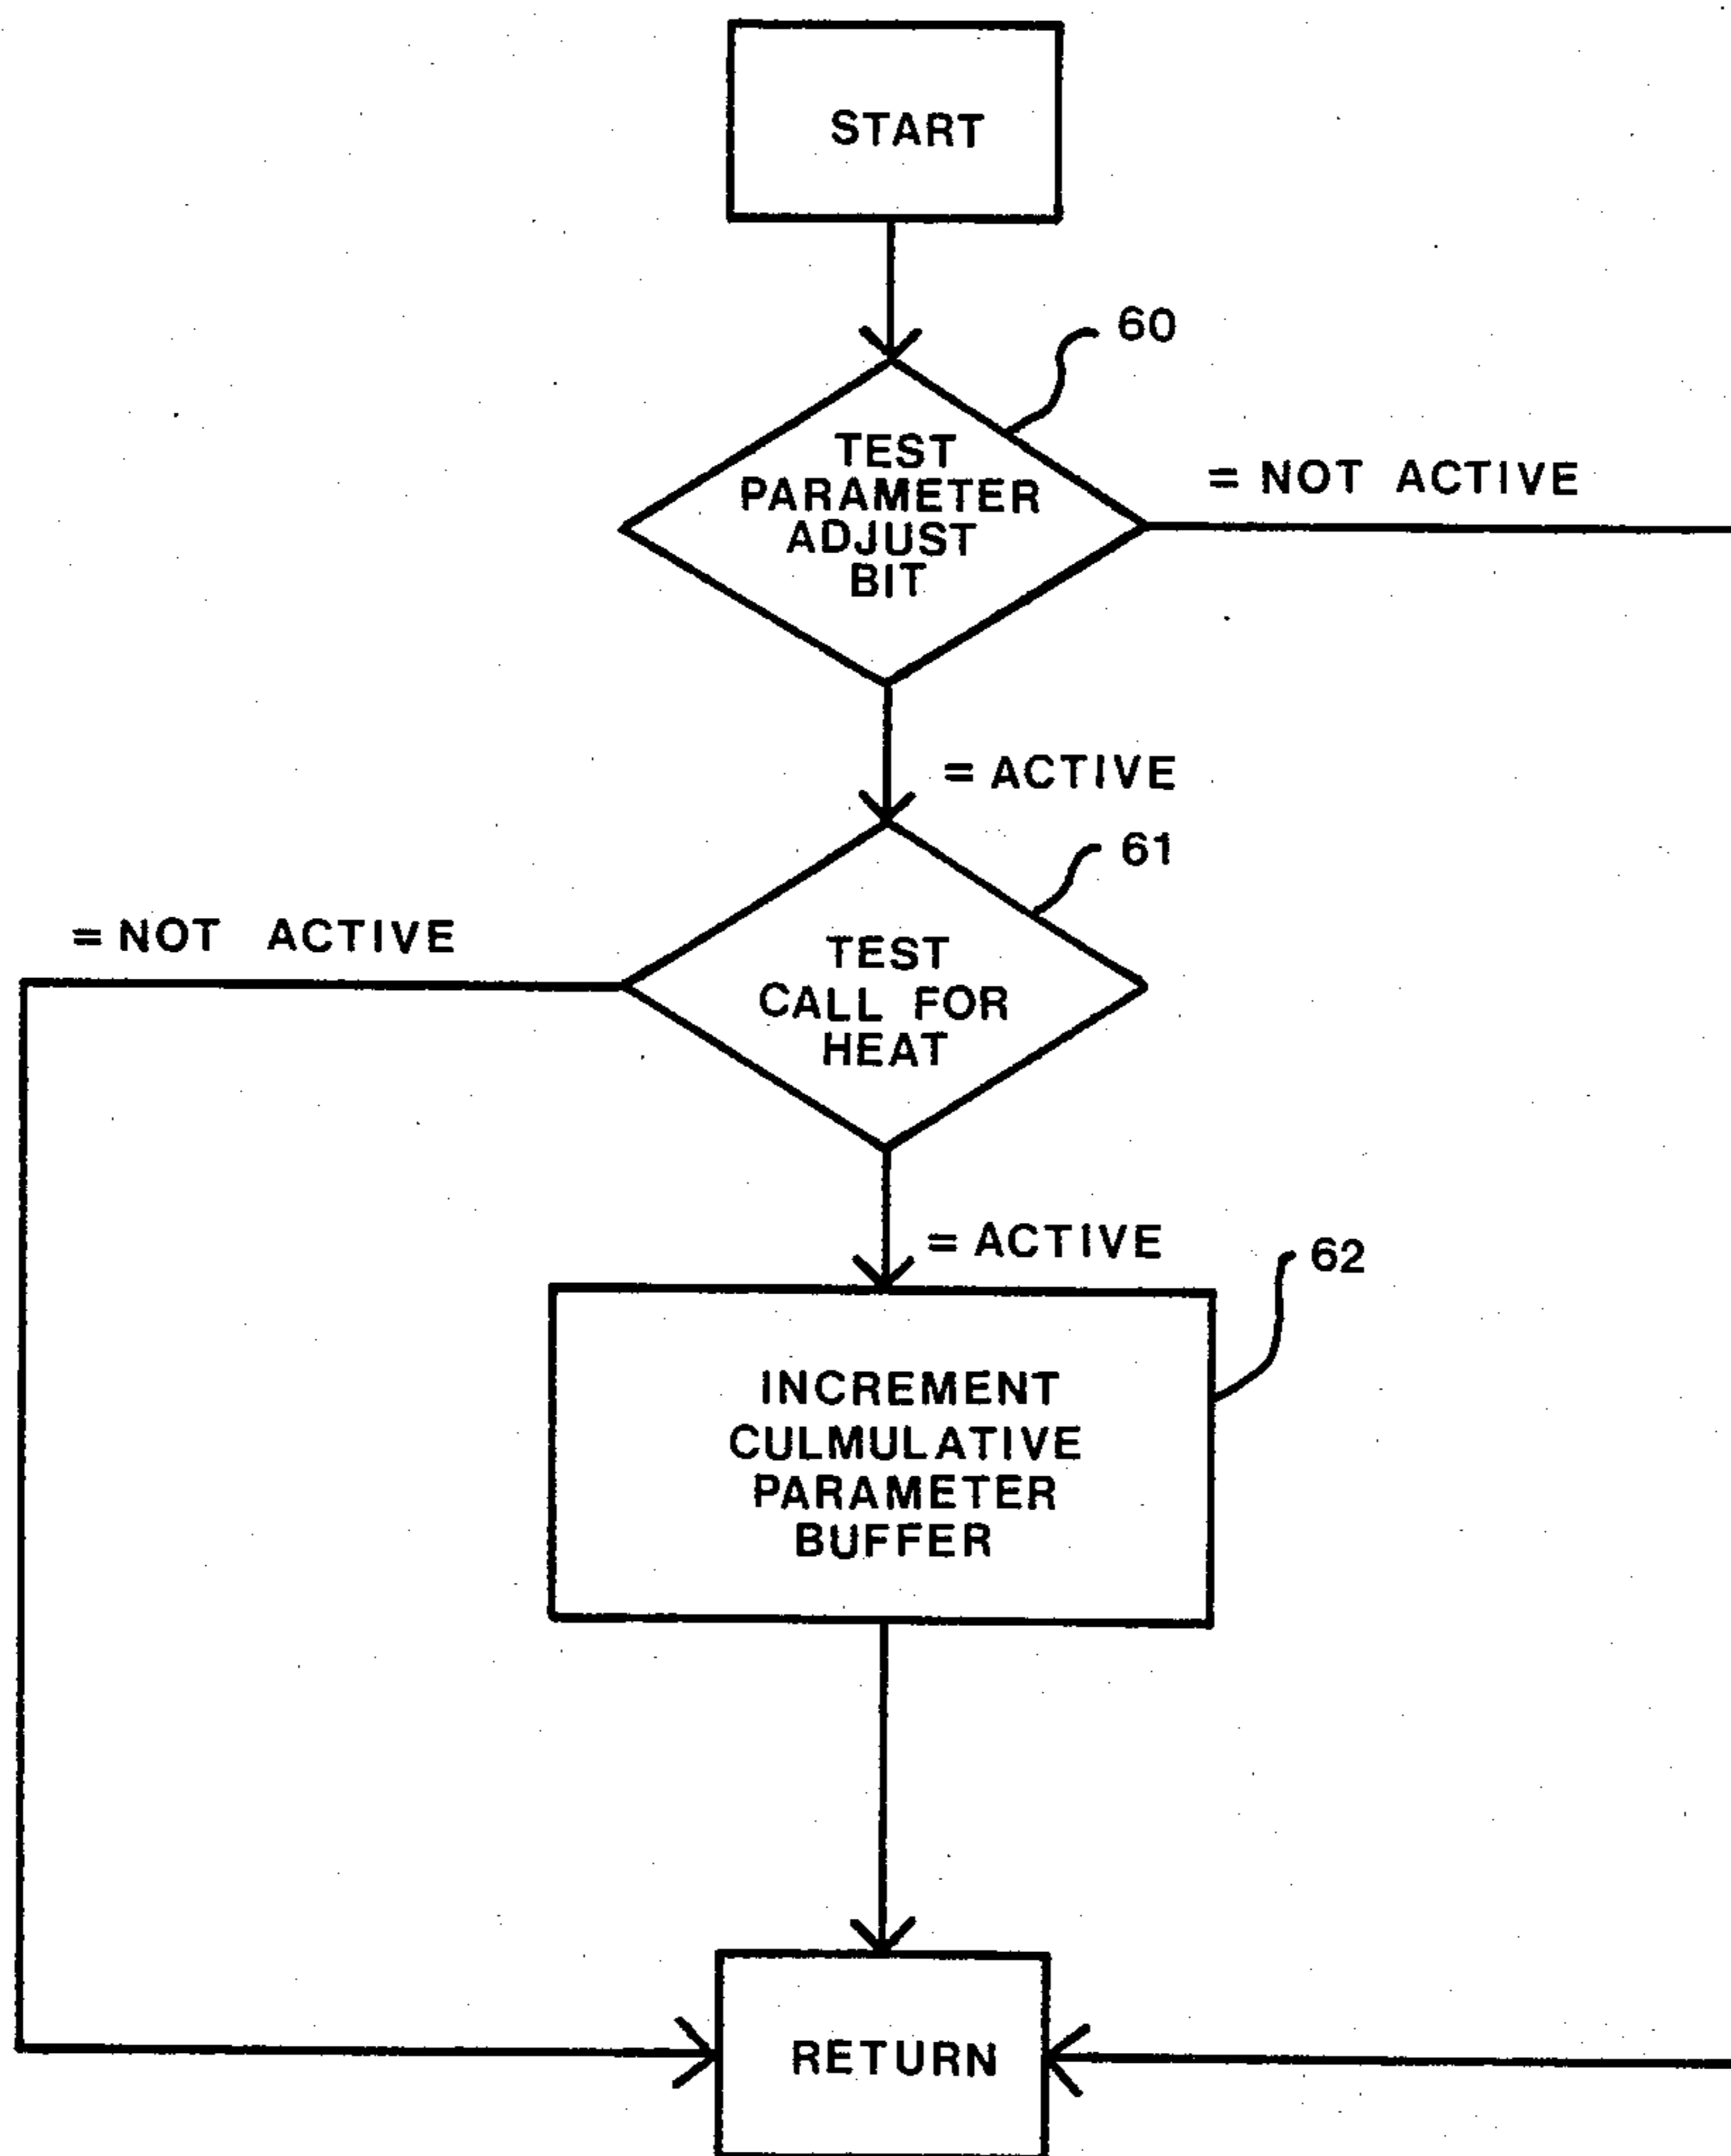 START
60
TEST
PARAMETER
ADJUST
BIT
= NOT ACTIVE
= ACTIVE
61
= NOT ACTIVE
TEST
CALL FOR
HEAT
= ACTIVE
62
INCREMENT
CULMULATIVE
PARAMETER
BUFFER
RETURN